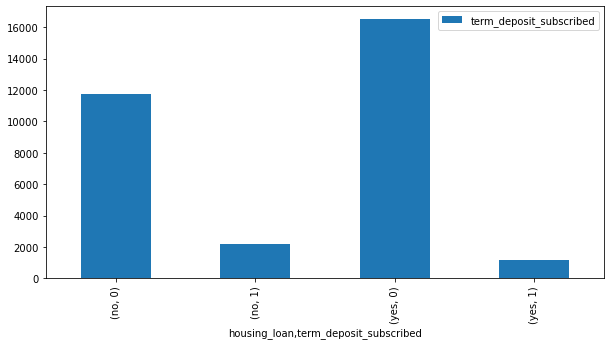 term_deposit_subscribed
16000
14000
12000
10000
8000
6000
4000
2000
0
(no, 0)
(no, 1)
(yes, 0)
(yes, 1)
housing_loan,term_deposit_subscribed